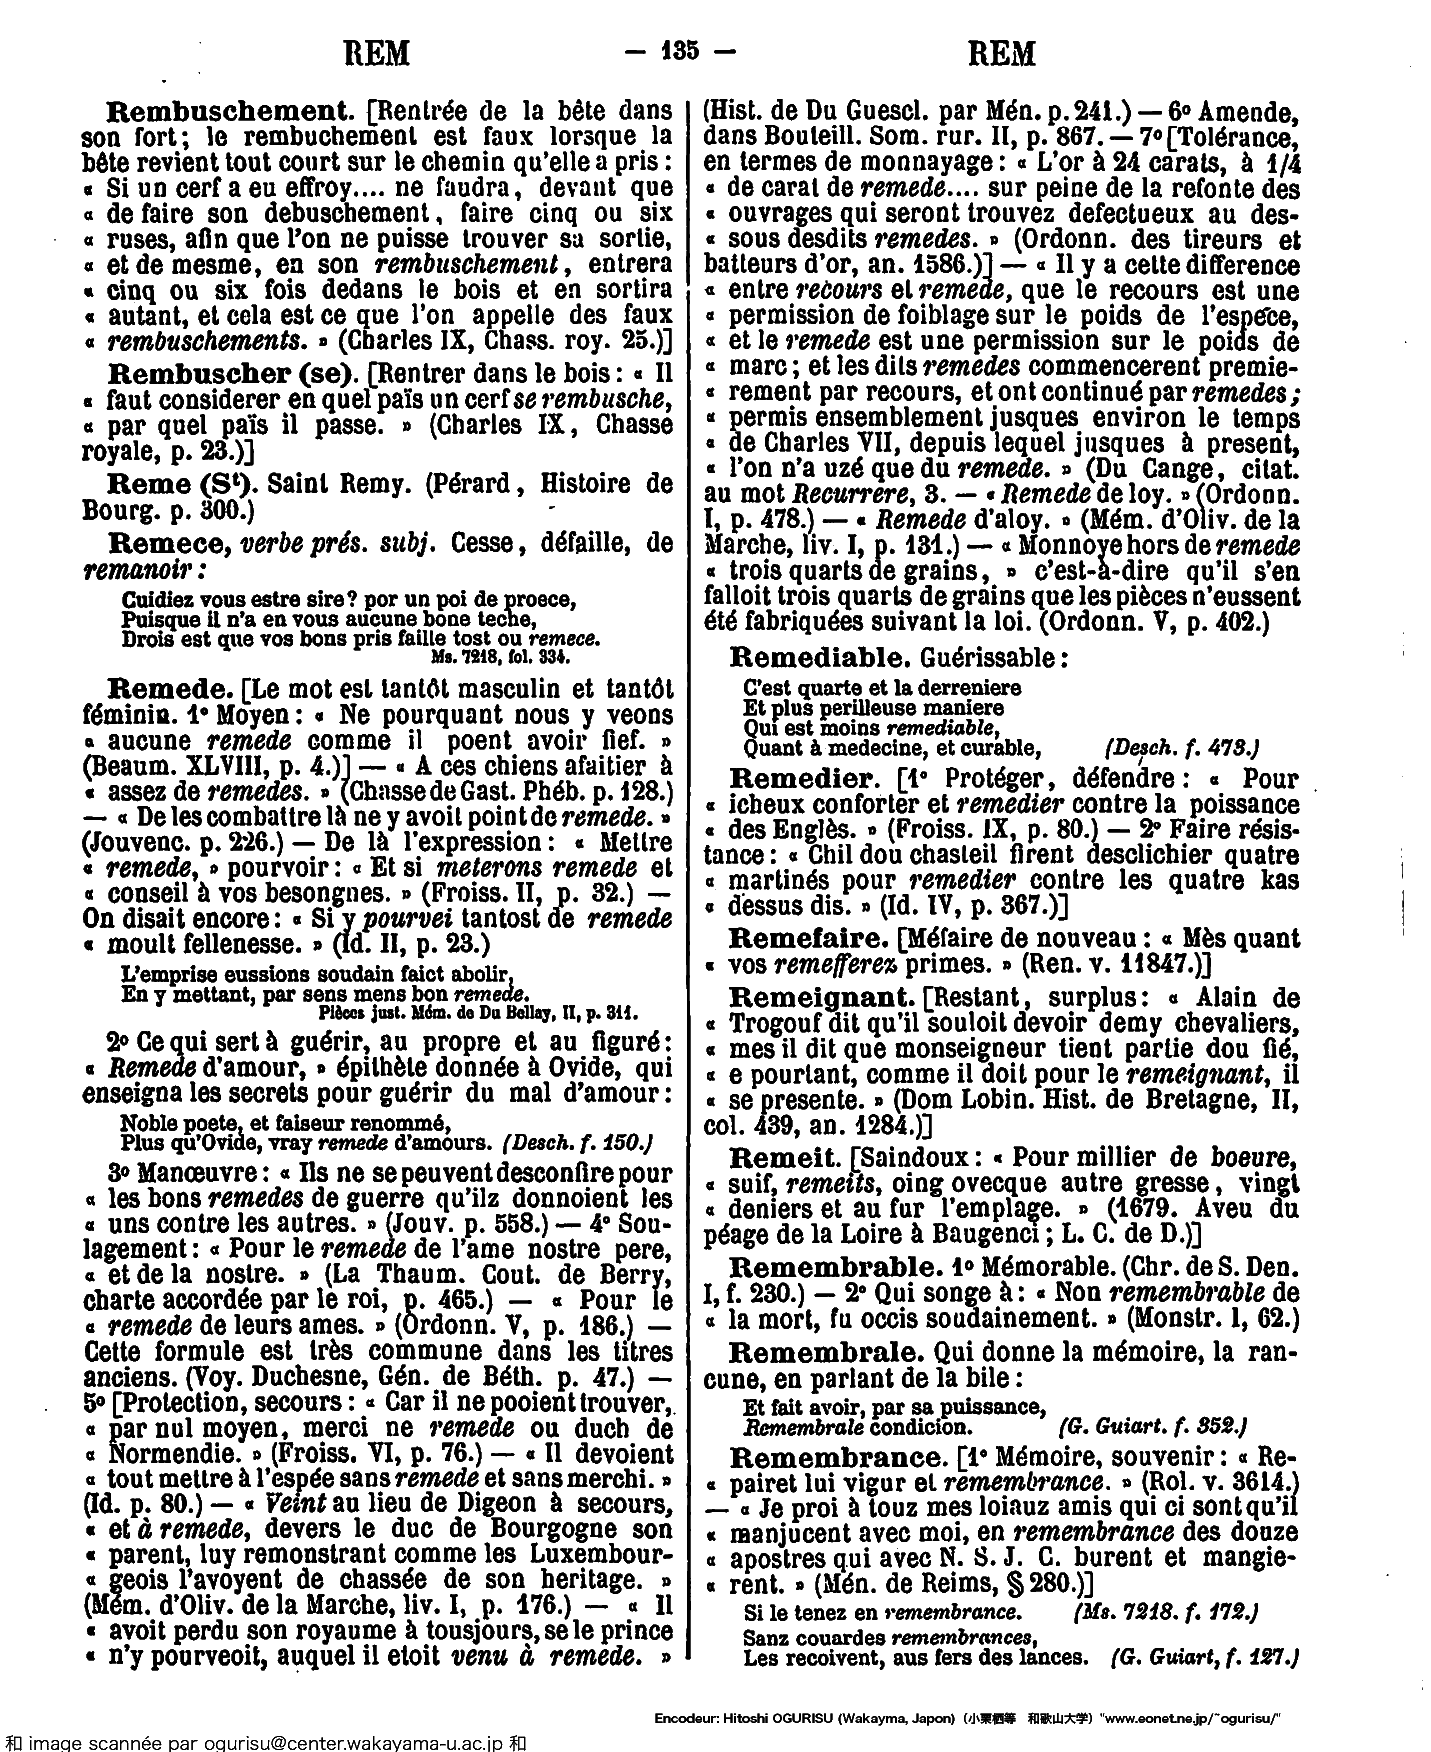 REM — 135 — REM
Rembuschement. [Rentrée de la bête dans
son fort ; le rembuchement est faux lorsque la
bête revient tout court sur le chemin qu'elle a pris :
« Si un cerf a eu effroy.... ne faudra, devant que
« de faire son debuschement, faire cinq ou six
« ruses, afin que l'on ne puisse trouver sa sortie,
« et de mesme, en son rembuschement, entrera
« cinq ou six fois dedans le bois et en sortira
« autant, et cela est ce que l'on appelle des faux
« rembuschements. » (Charles IX, Chass. roy. 25.)]
Rembuscher (se). [Rentrer dans le bois : « Il
« faut considerer en quel païs un cerf se rembusche,
« par quel païs il passe. » (Charles IX, Chasse
royale, p. 23.)]
Reme (St). Saint Remy. (Pérard, Histoire de
Bourg. p. 300.)
Remece, verbe prés. subj. Cesse, défaille, de
remanoir :
Cuidiez vous estre sire? por un poi de proece,
Puisque il n'a en vous aucune bone teche,
Drois est que vos bons pris faille tost ou remece.
Ms. 7218, fol. 334.
Remede. [Le mot est tantôt masculin et tantôt
féminin. 1° Moyen : « Ne pourquant nous y veons
« aucune remede comme il poent avoir fief. »
(Beaum. XLVIII, p. 4.)] — « A ces chiens afaitier à
« assez de remedes. » (Chasse de Gast. Phéb. p. 128.)
— « De les combattre là ne y avoit point de remede. »
(Jouvenc. p. 226.) — De là l'expression : « Mettre
« remede, » pourvoir : « Et si meterons remede et
« conseil à vos besongnes. » (Froiss. II, p. 32.) —
On disait encore : « Si y pourvei tantost de remede
« moult fellenesse. » (Id. II, p. 23.)
L'emprise eussions soudain faict abolir,
En y mettant, par sens mens bon remede.
Pièces just. Mém. de Du Bellay, II, p. 311.
2° Ce qui sert à guérir, au propre et au figuré :
« Remede d'amour, » épithète donnée à Ovide, qui
enseigna les secrets pour guérir du mal d'amour :
Noble poete, et faiseur renommé,
Plus qu'Ovide, vray remede d'amours. (Desch. f. 150.)
3° Manœuvre : « Ils ne se peuvent desconfire pour
« les bons remedes de guerre qu'ilz donnoient les
« uns contre les autres. » (Jouv. p. 558.) — 4° Sou-
lagement : « Pour le remede de l'ame nostre pere,
« et de la nostre. » (La Thaum. Cout. de Berry,
charte accordée par le roi, p. 465.) — « Pour le
« remede de leurs ames. » (Ordonn. V, p. 186.) —
Cette formule est très commune dans les titres
anciens. (Voy. Duchesne, Gén. de Béth. p. 47.) —
5° [Protection, secours : « Car il ne pooient trouver,
« par nul moyen, merci ne remede ou duch de
« Normendie. » (Froiss. VI, p. 76.) — « Il devoient
« tout mettre à l'espée sans remede et sans merchi. »
(Id. p. 80.) — « Veint au lieu de Digeon à secours,
« et à remede, devers le duc de Bourgogne son
« parent, luy remonstrant comme les Luxembour-
« geois l'avoyent de chassée de son heritage. »
(Mém. d'Oliv. de la Marche, liv. I, p. 176.) — « Il
« avoit perdu son royaume à tousjours, se le prince
« n'y pourveoit, auquel il etoit venu à remede. »
(Hist. de Du Guescl. par Mén. p. 241.) — 6° Amende,
dans Bouteill. Som. rur. II, p. 867. — 7° [Tolérance,
en termes de monnayage : « L'or à 24 carats, à 1/4
« de carat de remede.... sur peine de la refonte des
« ouvrages qui seront trouvez defectueux au des-
« sous desdits remedes. » (Ordonn. des tireurs et
batteurs d'or, an. 1586.)] — « Il y a cette difference
« entre recours et remede, que le recours est une
« permission de foiblage sur le poids de l'espece,
« et le remede est une permission sur le poids de
« marc ; et les dits remedes commencerent premie-
« rement par recours, et ont continué par remedes ;
« permis ensemblement jusques environ le temps
« de Charles VII, depuis lequel jusques à present,
« l'on n'a uzé que du remede. » (Du Cange, citat.
au mot Recurrere, 3. — « Remede de loy. » (Ordonn.
I, p. 478.) — « Remede d'aloy. » (Mém. d'Oliv. de la
Marche, liv. I, p. 131.) — « Monnoye hors de remede
« trois quarts de grains, » c'est-à-dire qu'il s'en
falloit trois quarts de grains que les pièces n'eussent
été fabriquées suivant la loi. (Ordonn. V, p. 402.)
Remediable. Guérissable :
C'est quarte et la derreniere
Et plus perilleuse maniere
Qui est moins remediable,
Quant à medecine, et curable, (Desch. f. 473.)
Remedier. [1° Protéger, défendre : « Pour
« icheux conforter et remedier contre la poissance
« des Englès. » (Froiss. IX, p. 80.) — 2° Faire résis-
tance : « Chil dou chasteil firent desclichier quatre
« martinés pour remedier contre les quatre kas
« dessus dis. » (Id. IV, p. 367.)]
Remefaire. [Méfaire de nouveau : « Mès quant
« vos remefferez primes. » (Ren. v. 11847.)]
Remeignant. [Restant, surplus : « Alain de
« Trogouf dit qu'il souloit devoir demy chevaliers,
« mes il dit que monseigneur tient partie dou fié,
« e pourtant, comme il doit pour le remeignant, il
« se presente. » (Dom Lobin. Hist. de Bretagne, II,
col. 439, an. 1284.)]
Remeit. [Saindoux : « Pour millier de boeure,
« suif, remeits, oing ovecque autre gresse, vingt
« deniers et au fur l'emplage. » (1679. Aveu du
péage de la Loire à Baugenci ; L. C. de D.)]
Remembrable. 1° Mémorable. (Chr. de S. Den.
I, f. 230.) — 2° Qui songe à : « Non remembrable de
« la mort, fu occis soudainement. » (Monstr. I, 62.)
Remembrale. Qui donne la mémoire, la ran-
cune, en parlant de la bile :
Et fait avoir, par sa puissance,
Remembrale condicion. (G. Guiart. f. 352.)
Remembrance. [1° Mémoire, souvenir : « Re-
« pairet lui vigur et remembrance. » (Rol. v. 3614.)
— « Je proi à touz mes loiauz amis qui ci sont qu'il
« manjucent avec moi, en remembrance des douze
« apostres qui avec N. S. J. C. burent et mangie-
« rent. » (Mén. de Reims, § 280.)]
Si le tenez en remembrance. (Ms. 7218. f. 172.)
Sanz couardes remembrances,
Les recoivent, aus fers des lances. (G. Guiart, f. 127.)
Encodeur: Hitoshi OGURISU (Wakayma, Japon) (小栗栖等 和歌山大学) "www.eonet.ne.jp/~ogurisu/"
和 image scannée par ogurisu@center.wakayama-u.ac.jp 和